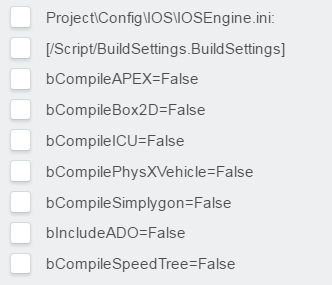 Project\Config\IOS\IOSEngine.ini:
[/Script/BuildSettings.BuildSettings]
bCompileAPEX=False
bCompileBox2D=False
bCompileICU=False
bCompilePhysXVehicle=False
bCompileSimplygon=False
bIncludeADO=False
bCompileSpeedTree=False